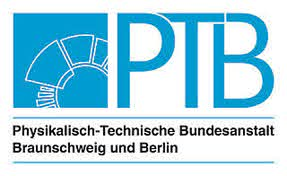 PTB
Physikalisch-Technische Bundesanstalt
Braunschweig und Berlin